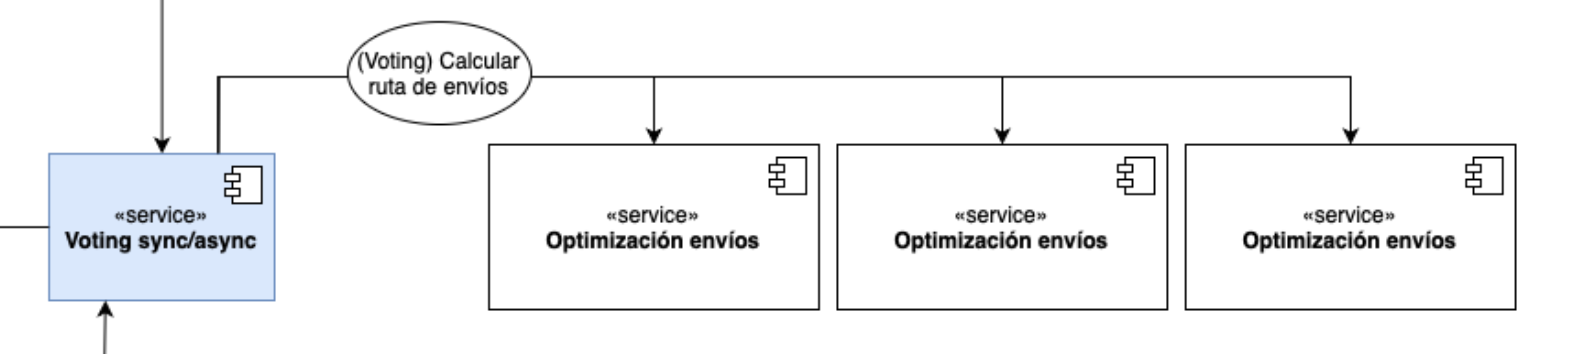 (Voting) Calcular
ruta de envíos
«service»
Voting sync/async
«service»
Optimización envíos
«service»
Optimización envíos
«service»
Optimización envíos